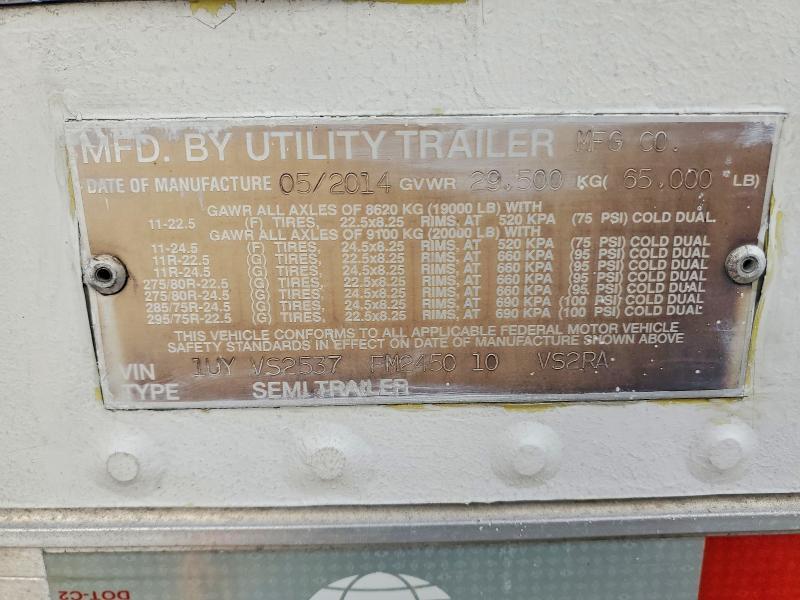 MFD. BY UTILITY TRAILER MFG CO.
DATE OF MANUFACTURE 05/2014 GVWR 29,500 KG( 65,000 LB)
GAWR ALL AXLES OF 8620 KG (19000 LB) WITH
11-22.5 (F) TIRES, 22.5x8.25 RIMS, AT 520 KPA (75 PSI) COLD DUAL
GAWR ALL AXLES OF 9100 KG (20000 LB) WITH
11-24.5 (F) TIRES, 24.5x8.25 RIMS, AT 520 KPA (75 PSI) COLD DUAL
11R-22.5 (G) TIRES, 22.5x8.25 RIMS, AT 660 KPA (95 PSI) COLD DUAL
11R-24.5 (G) TIRES, 24.5x8.25 RIMS, AT 660 KPA (95 PSI) COLD DUAL
275/80R-22.5 (G) TIRES, 22.5x8.25 RIMS, AT 660 KPA (95 PSI) COLD DUAL
275/80R-24.5 (G) TIRES, 24.5x8.25 RIMS, AT 660 KPA (95 PSI) COLD DUAL
285/75R-24.5 (G) TIRES, 24.5x8.25 RIMS, AT 690 KPA (100 PSI) COLD DUAL
295/75R-22.5 (G) TIRES, 22.5x8.25 RIMS, AT 690 KPA (100 PSI) COLD DUAL
THIS VEHICLE CONFORMS TO ALL APPLICABLE FEDERAL MOTOR VEHICLE
SAFETY STANDARDS IN EFFECT ON DATE OF MANUFACTURE SHOWN ABOVE
VIN 1UY VS2537 FM2450 10 VS2RA
TYPE SEMITRAILER
DOT-C2